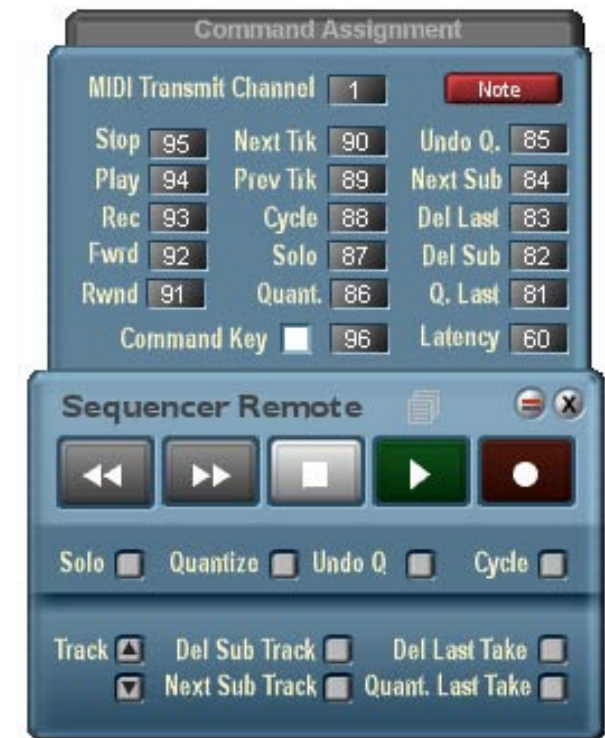 Command Assignment
MIDI Transmit Channel 1 Note
Stop 95 Next Trk 90 Undo Q. 85
Play 94 Prev Trk 89 Next Sub 84
Rec 93 Cycle 88 Del Last 83
Fwrd 92 Solo 87 Del Sub 82
Rwnd 91 Quant. 86 Q. Last 81
Command Key 96 Latency 60
Sequencer Remote
Solo Quantize Undo Q Cycle
Track Del Sub Track Del Last Take
Next Sub Track Quant. Last Take